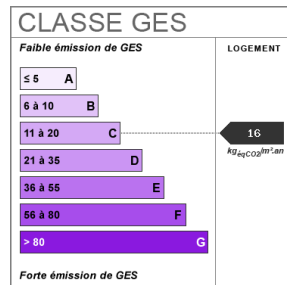 CLASSE GES
Faible émission de GES
LOGEMENT
≤ 5 A
6 à 10 B
11 à 20 C
16
kgéqCO2/m².an
21 à 35 D
36 à 55 E
56 à 80 F
> 80 G
Forte émission de GES